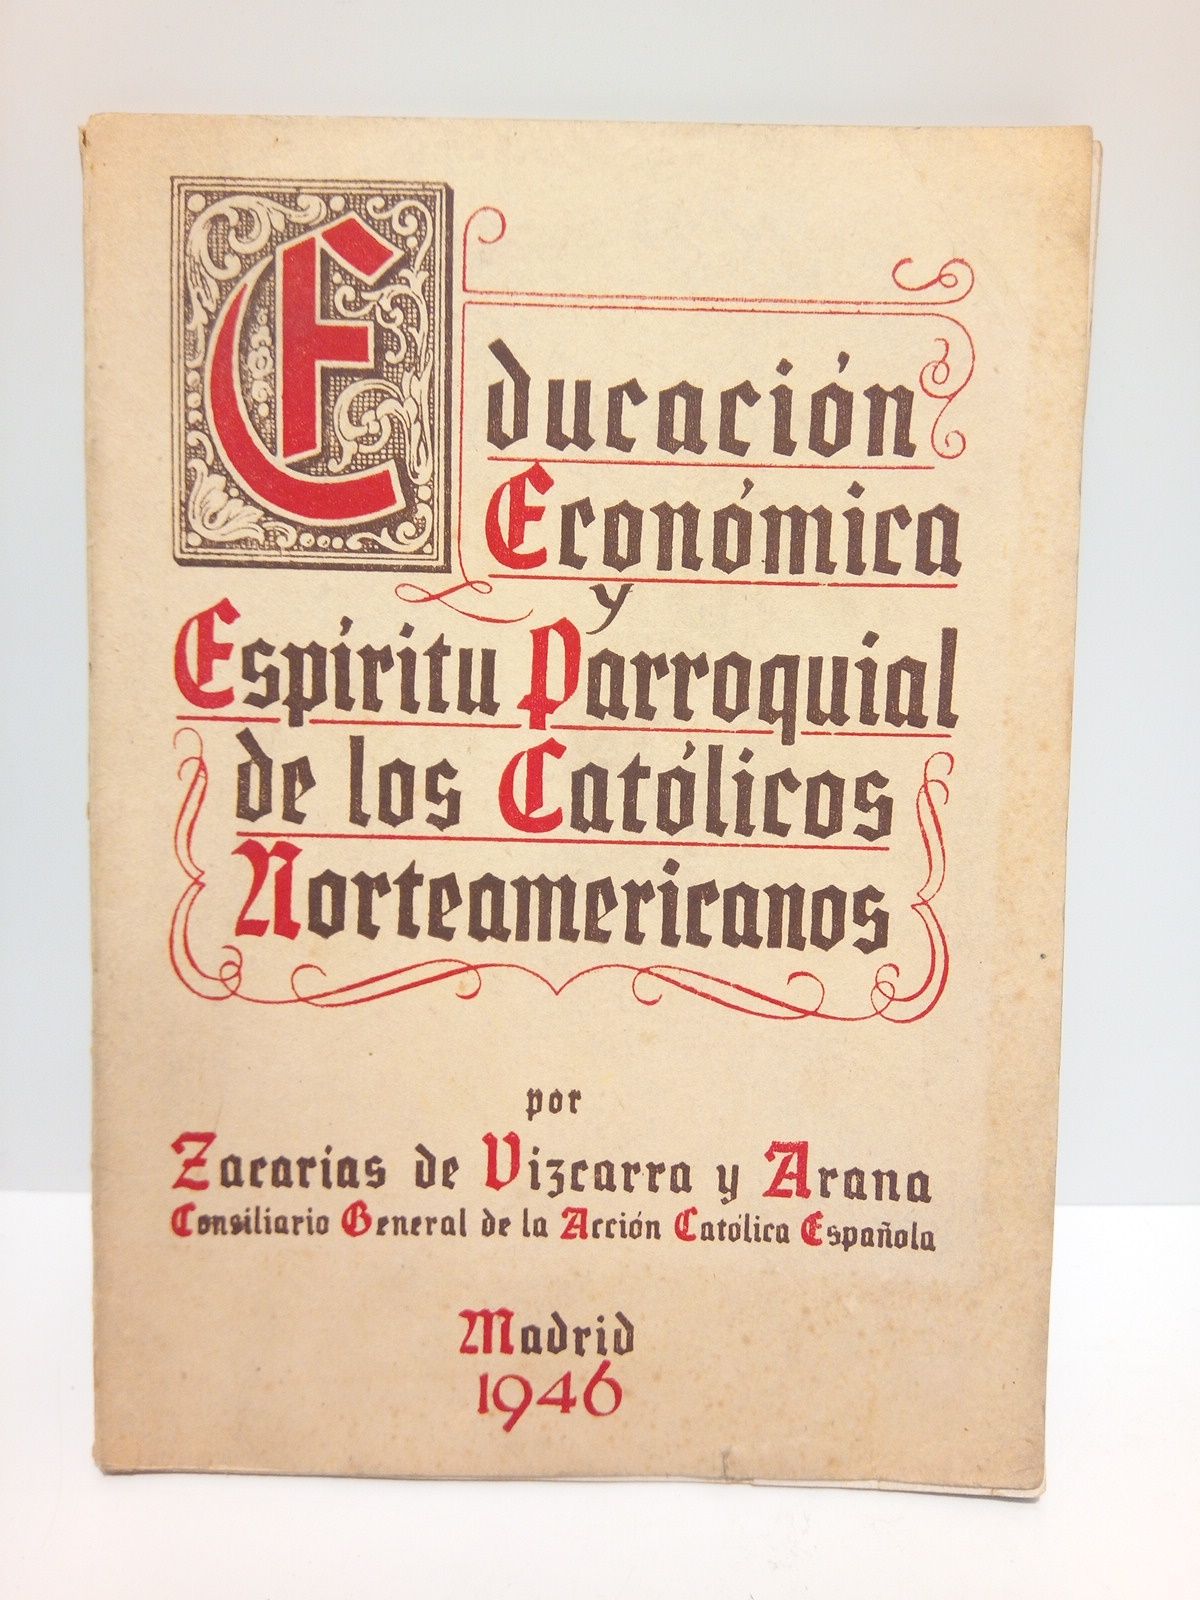 Educación
Económica
y
Espíritu Parroquial
de los Católicos
Norteamericanos
por
Zacarias de Vizcarra y Arana
Consiliario General de la Acción Católica Española
Madrid
1946